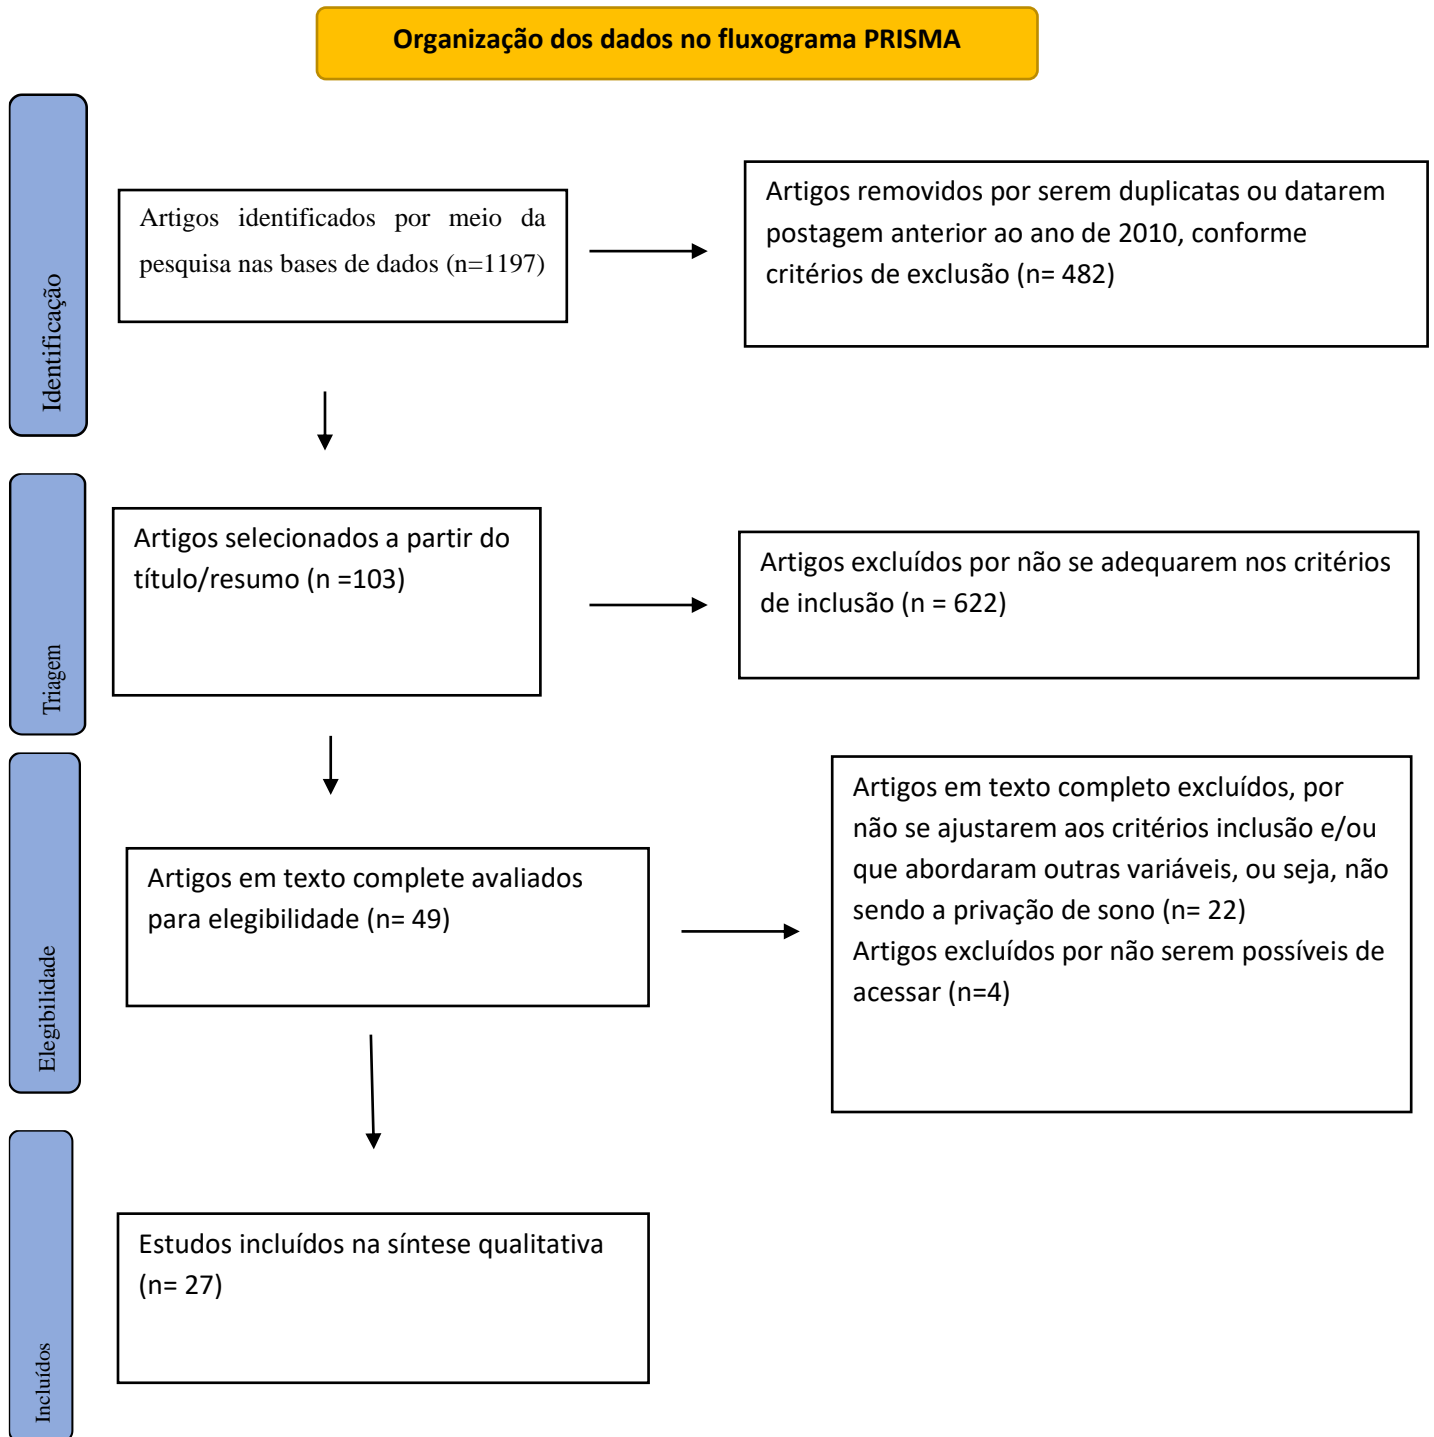 Organização dos dados no fluxograma PRISMA
Identificação
Artigos identificados por meio da
pesquisa nas bases de dados (n=1197)
Artigos removidos por serem duplicatas ou datarem
postagem anterior ao ano de 2010, conforme
critérios de exclusão (n= 482)
Triagem
Artigos selecionados a partir do
título/resumo (n =103)
Artigos excluídos por não se adequarem nos critérios
de inclusão (n = 622)
Elegibilidade
Artigos em texto complete avaliados
para elegibilidade (n= 49)
Artigos em texto completo excluídos, por
não se ajustarem aos critérios inclusão e/ou
que abordaram outras variáveis, ou seja, não
sendo a privação de sono (n= 22)
Artigos excluídos por não serem possíveis de
acessar (n=4)
Incluídos
Estudos incluídos na síntese qualitativa
(n= 27)